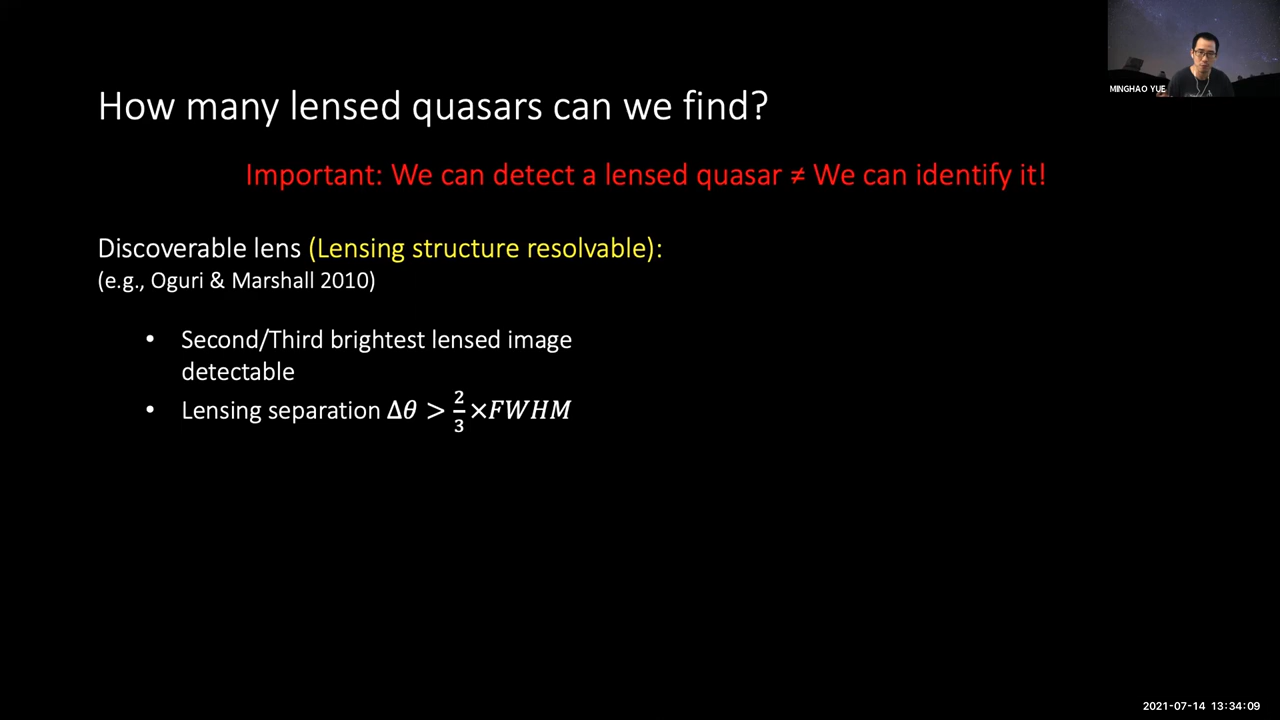 MINGHAO YUE
How many lensed quasars can we find?
Important: We can detect a lensed quasar ≠ We can identify it!
Discoverable lens (Lensing structure resolvable):
(e.g., Oguri & Marshall 2010)
• Second/Third brightest lensed image
detectable
• Lensing separation Δθ > 2/3 ×FWHM
2021-07-14 13:34:09